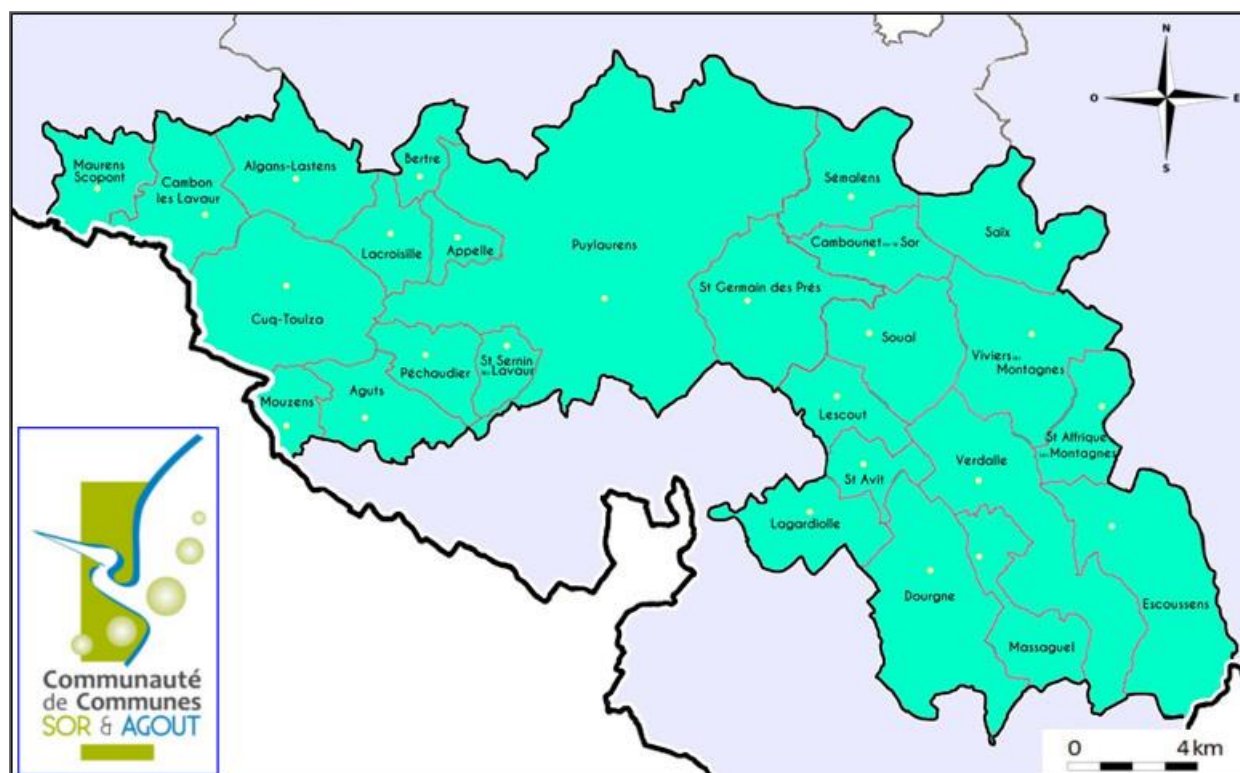 N
O
E
S
Maurens
Scopont
Cambon
les Lavaur
Algans-Lastens
Bertre
Lacroisille
Appelle
Puylaurens
Sémalens
Cambounet sur le Sor
Saïx
St Germain des Prés
Cuq-Toulza
Soual
Viviers les
Montagnes
Péchaudier
St Sernin
les Lavaur
Mouzens
Aguts
Lescout
St Affrique
les Montagnes
St Avit
Verdalle
Lagardiolle
Dourgne
Escoussens
Massaguel
Communauté
de Communes
SOR & AGOUT
0 4 km